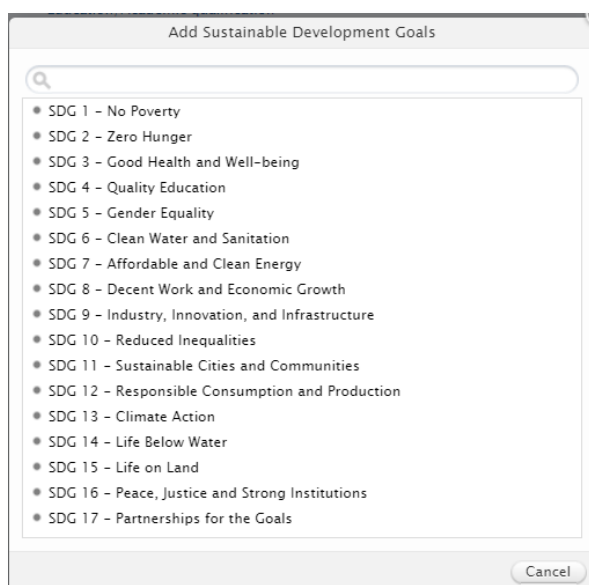 Add Sustainable Development Goals
SDG 1 – No Poverty
SDG 2 – Zero Hunger
SDG 3 – Good Health and Well-being
SDG 4 – Quality Education
SDG 5 – Gender Equality
SDG 6 – Clean Water and Sanitation
SDG 7 – Affordable and Clean Energy
SDG 8 – Decent Work and Economic Growth
SDG 9 – Industry, Innovation, and Infrastructure
SDG 10 – Reduced Inequalities
SDG 11 – Sustainable Cities and Communities
SDG 12 – Responsible Consumption and Production
SDG 13 – Climate Action
SDG 14 – Life Below Water
SDG 15 – Life on Land
SDG 16 – Peace, Justice and Strong Institutions
SDG 17 – Partnerships for the Goals
Cancel